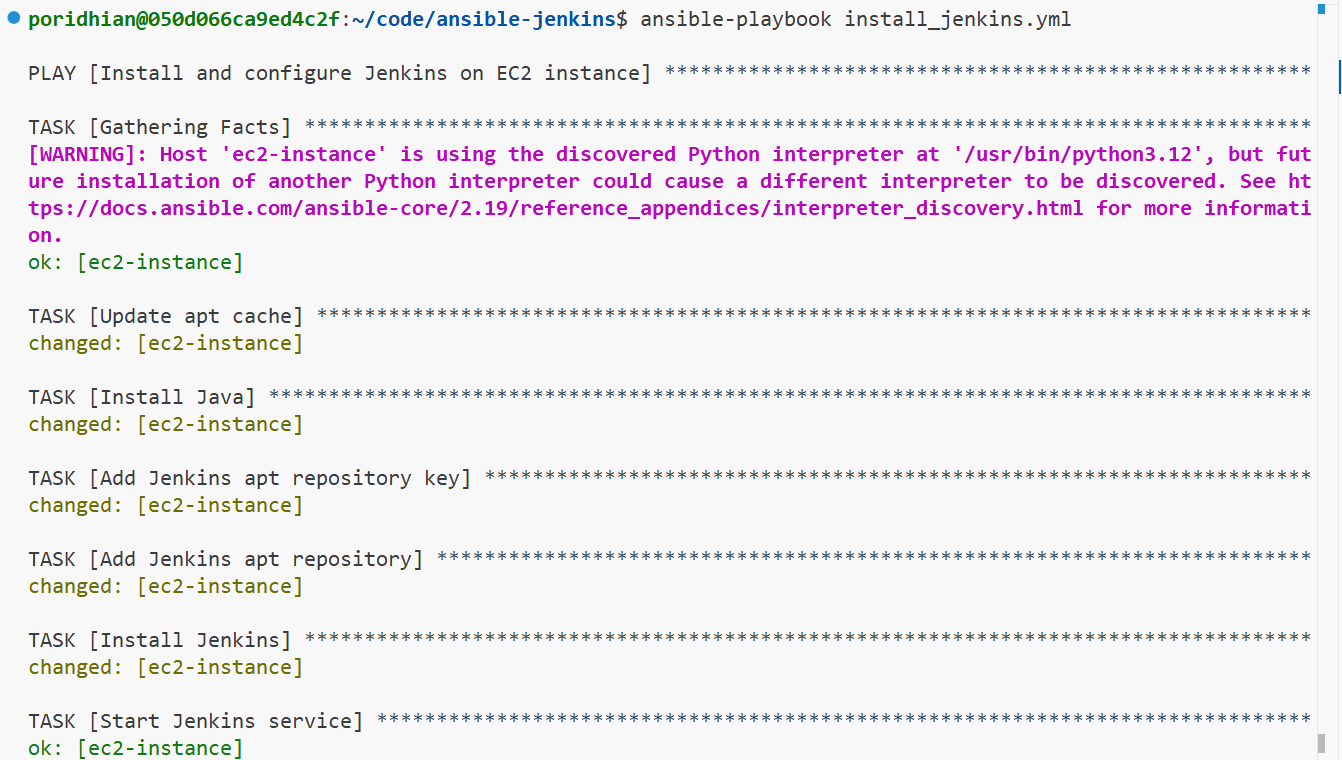 poridhian@050d066ca9ed4c2f:~/code/ansible-jenkins$ ansible-playbook install_jenkins.yml
PLAY [Install and configure Jenkins on EC2 instance] ******************************************************
TASK [Gathering Facts] ************************************************************************************
[WARNING]: Host 'ec2-instance' is using the discovered Python interpreter at '/usr/bin/python3.12', but fut
ure installation of another Python interpreter could cause a different interpreter to be discovered. See ht
tps://docs.ansible.com/ansible-core/2.19/reference_appendices/interpreter_discovery.html for more informati
on.
ok: [ec2-instance]
TASK [Update apt cache] ***********************************************************************************
changed: [ec2-instance]
TASK [Install Java] ***************************************************************************************
changed: [ec2-instance]
TASK [Add Jenkins apt repository key] *********************************************************************
changed: [ec2-instance]
TASK [Add Jenkins apt repository] *************************************************************************
changed: [ec2-instance]
TASK [Install Jenkins] ************************************************************************************
changed: [ec2-instance]
TASK [Start Jenkins service] ******************************************************************************
ok: [ec2-instance]